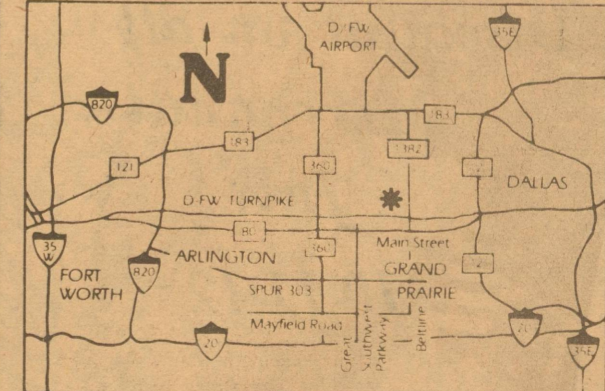 D/FW
AIRPORT
N
35E
820
183
183
121
360
1382
DALLAS
D-FW TURNPIKE
80
35
W
FORT
WORTH
820
ARLINGTON
360
Main Street
GRAND
PRAIRIE
SPUR 303
Mayfield Road
Great
Southwest
Parkway
Beltline
20
20
35E